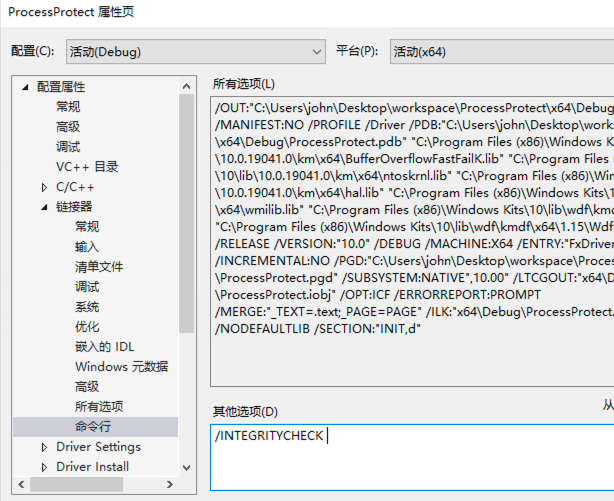 ProcessProtect 属性页
配置(C): 活动(Debug) 平台(P): 活动(x64)
配置属性
常规
高级
调试
VC++ 目录
C/C++
链接器
常规
输入
清单文件
调试
系统
优化
嵌入的 IDL
Windows 元数据
高级
所有选项
命令行
Driver Settings
Driver Install
所有选项(L)
/OUT:"C:\Users\john\Desktop\workspace\ProcessProtect\x64\Debug
/MANIFEST:NO /PROFILE /Driver /PDB:"C:\Users\john\Desktop\works
\x64\Debug\ProcessProtect.pdb" "C:\Program Files (x86)\Windows K
\10.0.19041.0\km\x64\BufferOverflowFastFailK.lib" "C:\Program Files (
\10\lib\10.0.19041.0\km\x64\ntoskrnl.lib" "C:\Program Files (x86)\Win
\10.0.19041.0\km\x64\hal.lib" "C:\Program Files (x86)\Windows Kits\1
\x64\wmilib.lib" "C:\Program Files (x86)\Windows Kits\10\lib\wdf\kmd
"C:\Program Files (x86)\Windows Kits\10\lib\wdf\kmdf\x64\1.15\Wdf
/RELEASE /VERSION:"10.0" /DEBUG /MACHINE:X64 /ENTRY:"FxDriver
/INCREMENTAL:NO /PGD:"C:\Users\john\Desktop\workspace\Proces
\ProcessProtect.pgd" /SUBSYSTEM:NATIVE",10.00" /LTCGOUT:"x64\D
\ProcessProtect.iobj" /OPT:ICF /ERRORREPORT:PROMPT
/MERGE:"_TEXT=.text;_PAGE=PAGE" /ILK:"x64\Debug\ProcessProtect.
/NODEFAULTLIB /SECTION:"INIT,d"
从
其他选项(D)
/INTEGRITYCHECK